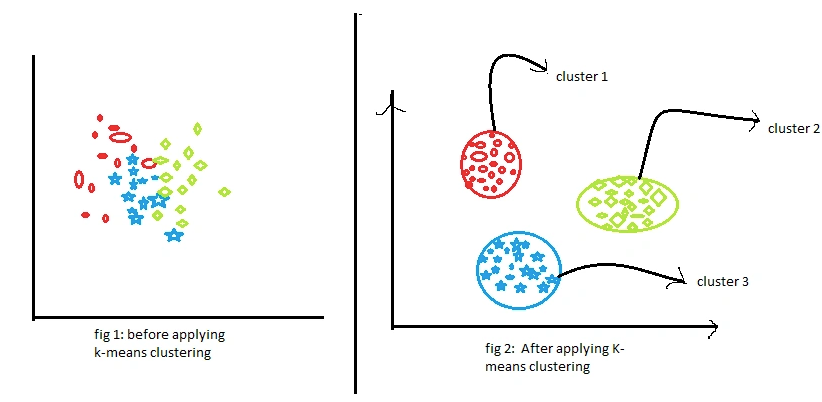 fig 1: before applying
k-means clustering
cluster 1
cluster 2
cluster 3
fig 2:  After applying K-
means clustering